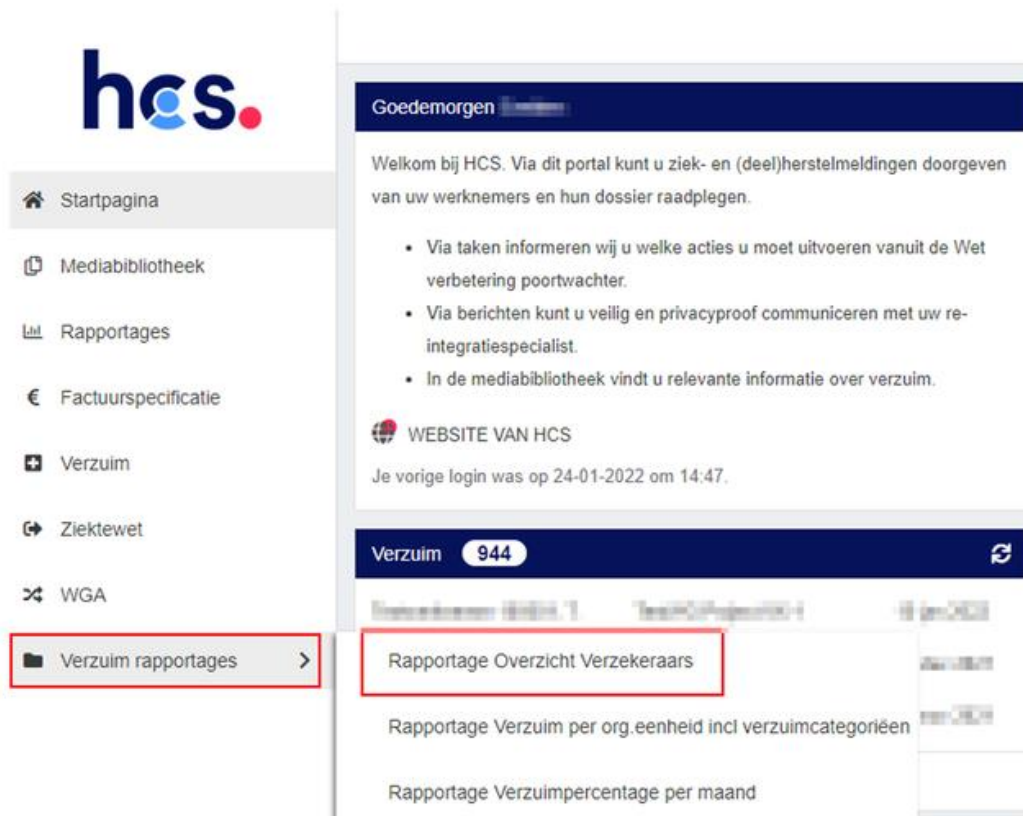 hcs.
Startpagina
Mediabibliotheek
Rapportages
Factuurspecificatie
Verzuim
Ziektewet
WGA
Verzuim rapportages
Goedemorgen
Welkom bij HCS. Via dit portal kunt u ziek- en (deel)herstelmeldingen doorgeven
van uw werknemers en hun dossier raadplegen.
• Via taken informeren wij u welke acties u moet uitvoeren vanuit de Wet
verbetering poortwachter.
• Via berichten kunt u veilig en privacyproof communiceren met uw re-
integratiespecialist.
• In de mediabibliotheek vindt u relevante informatie over verzuim.
WEBSITE VAN HCS
Je vorige login was op 24-01-2022 om 14:47.
Verzuim 944
Rapportage Overzicht Verzekeraars
Rapportage Verzuim per org.eenheid incl verzuimcategorieën
Rapportage Verzuimpercentage per maand